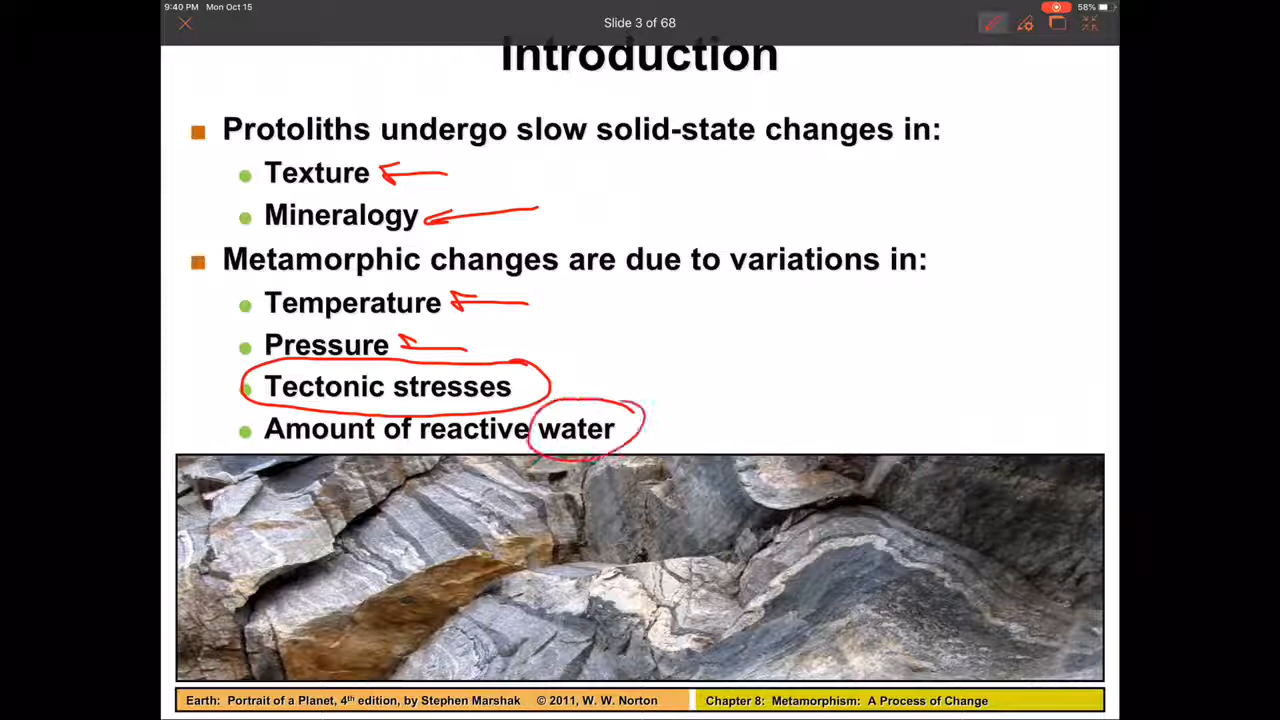 9:40 PM Mon Oct 15
58%
Slide 3 of 68
Introduction
Protoliths undergo slow solid-state changes in:
Texture
Mineralogy
Metamorphic changes are due to variations in:
Temperature
Pressure
Tectonic stresses
Amount of reactive water
Earth: Portrait of a Planet, 4th edition, by Stephen Marshak © 2011, W. W. Norton
Chapter 8: Metamorphism: A Process of Change